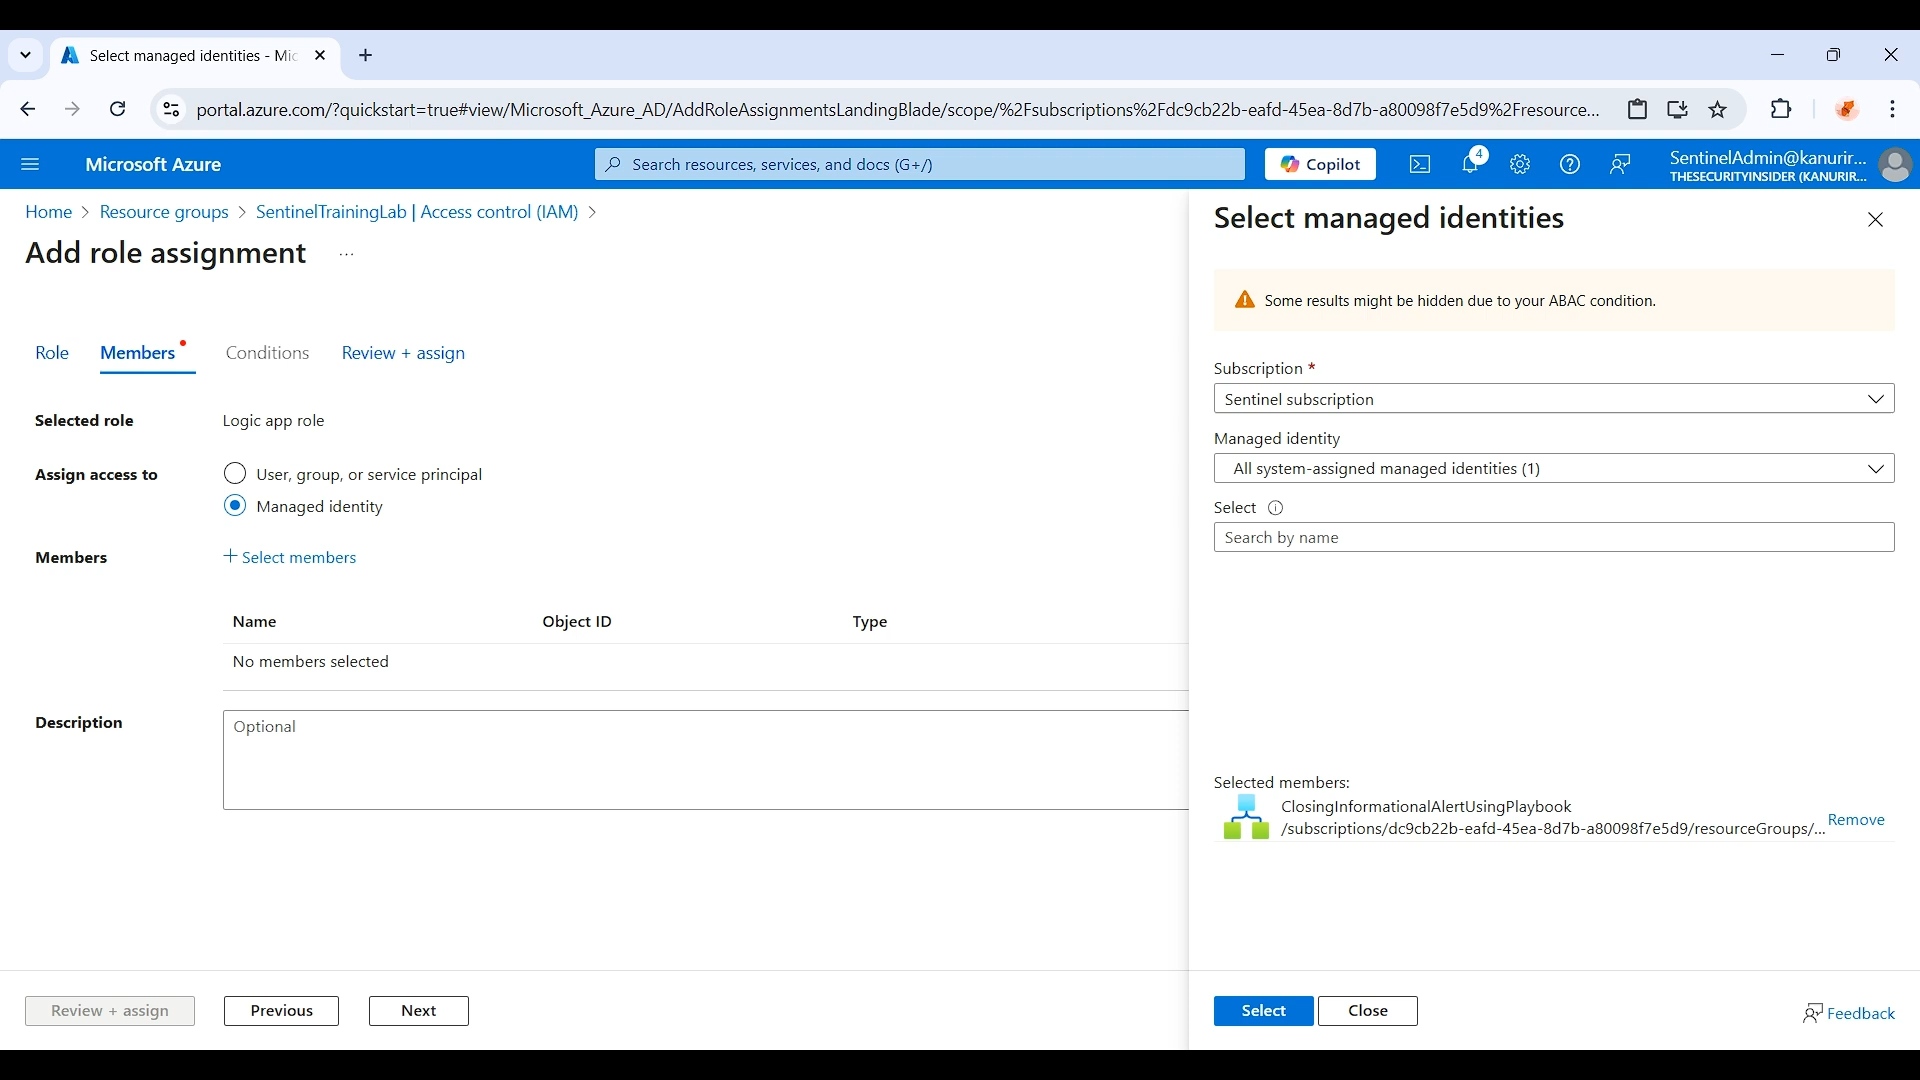 Select managed identities - Mic
portal.azure.com/?quickstart=true#view/Microsoft_Azure_AD/AddRoleAssignmentsLandingBlade/scope/%2Fsubscriptions%2Fdc9cb22b-eafd-45ea-8d7b-a80098f7e5d9%2Fresource...
Microsoft Azure
Search resources, services, and docs (G+/)
Copilot
4
SentinelAdmin@kanurir...
THESECURITYINSIDER (KANURIR...
Home > Resource groups > SentinelTrainingLab | Access control (IAM) >
Add role assignment ...
Role
Members
Conditions
Review + assign
Selected role
Logic app role
Assign access to
User, group, or service principal
Managed identity
Members
+ Select members
Name
Object ID
Type
No members selected
Description
Optional
Review + assign
Previous
Next
Select managed identities
Some results might be hidden due to your ABAC condition.
Subscription *
Sentinel subscription
Managed identity
All system-assigned managed identities (1)
Select
Search by name
Selected members:
ClosingInformationalAlertUsingPlaybook
/subscriptions/dc9cb22b-eafd-45ea-8d7b-a80098f7e5d9/resourceGroups/...
Remove
Select
Close
Feedback